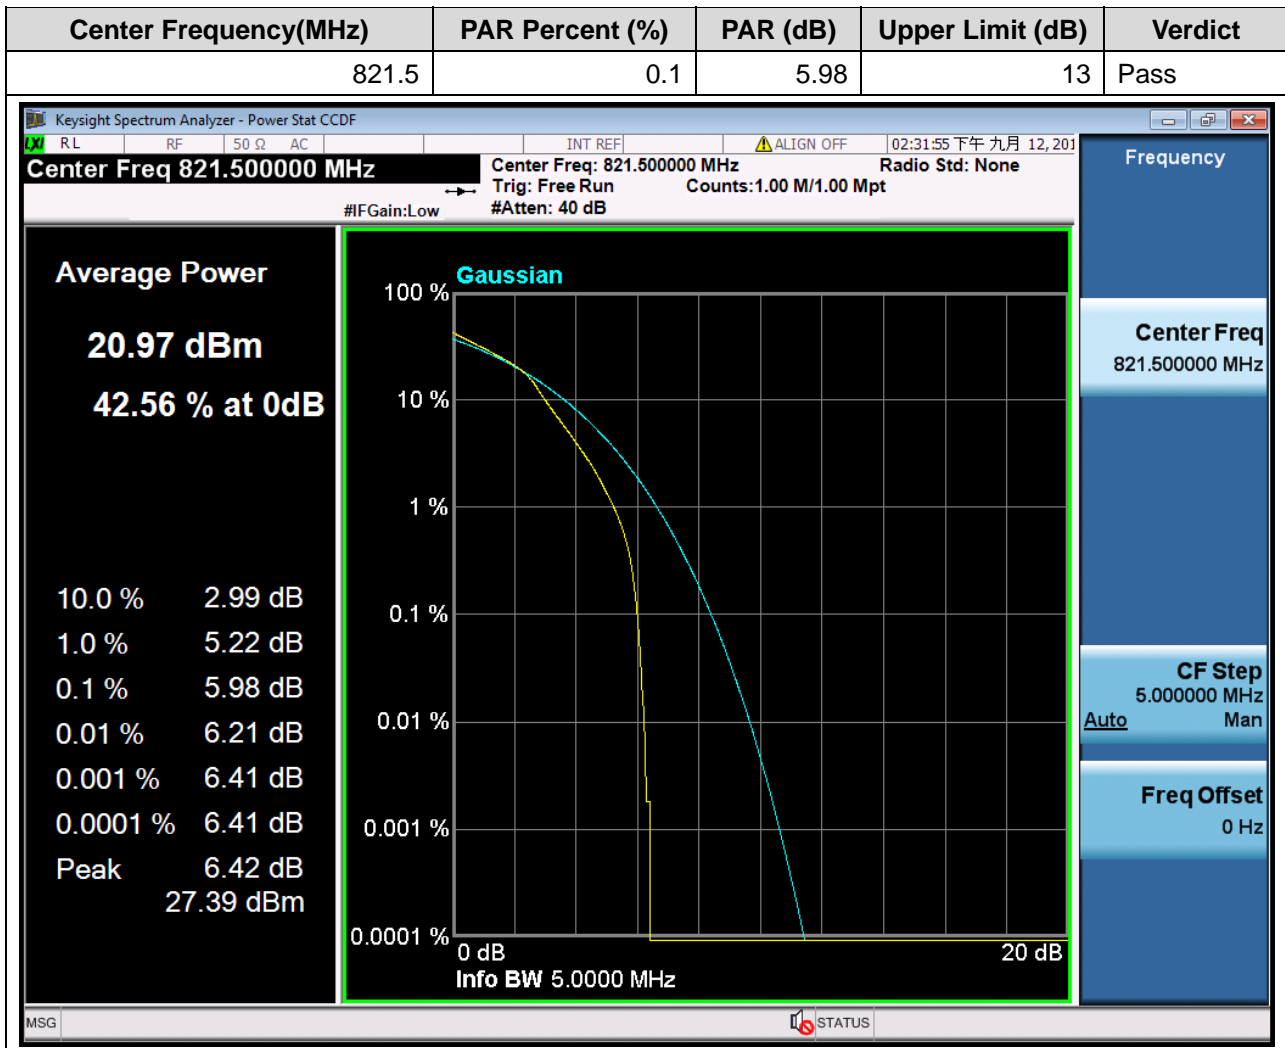 Center Frequency(MHz) PAR Percent (%) PAR (dB) Upper Limit (dB) Verdict
821.5 0.1 5.98 13 Pass
Keysight Spectrum Analyzer - Power Stat CCDF
LXI RL RF 50 Ω AC INT REF ALIGN OFF 02:31:55 下午 九月 12, 201
Center Freq 821.500000 MHz
Center Freq: 821.500000 MHz Radio Std: None
Trig: Free Run Counts:1.00 M/1.00 Mpt
#IFGain:Low #Atten: 40 dB
Average Power
20.97 dBm
42.56 % at 0dB
10.0 % 2.99 dB
1.0 % 5.22 dB
0.1 % 5.98 dB
0.01 % 6.21 dB
0.001 % 6.41 dB
0.0001 % 6.41 dB
Peak 6.42 dB
27.39 dBm
Gaussian
100 %
10 %
1 %
0.1 %
0.01 %
0.001 %
0.0001 %
0 dB 20 dB
Info BW 5.0000 MHz
Frequency
Center Freq
821.500000 MHz
CF Step
5.000000 MHz
Auto Man
Freq Offset
0 Hz
MSG STATUS